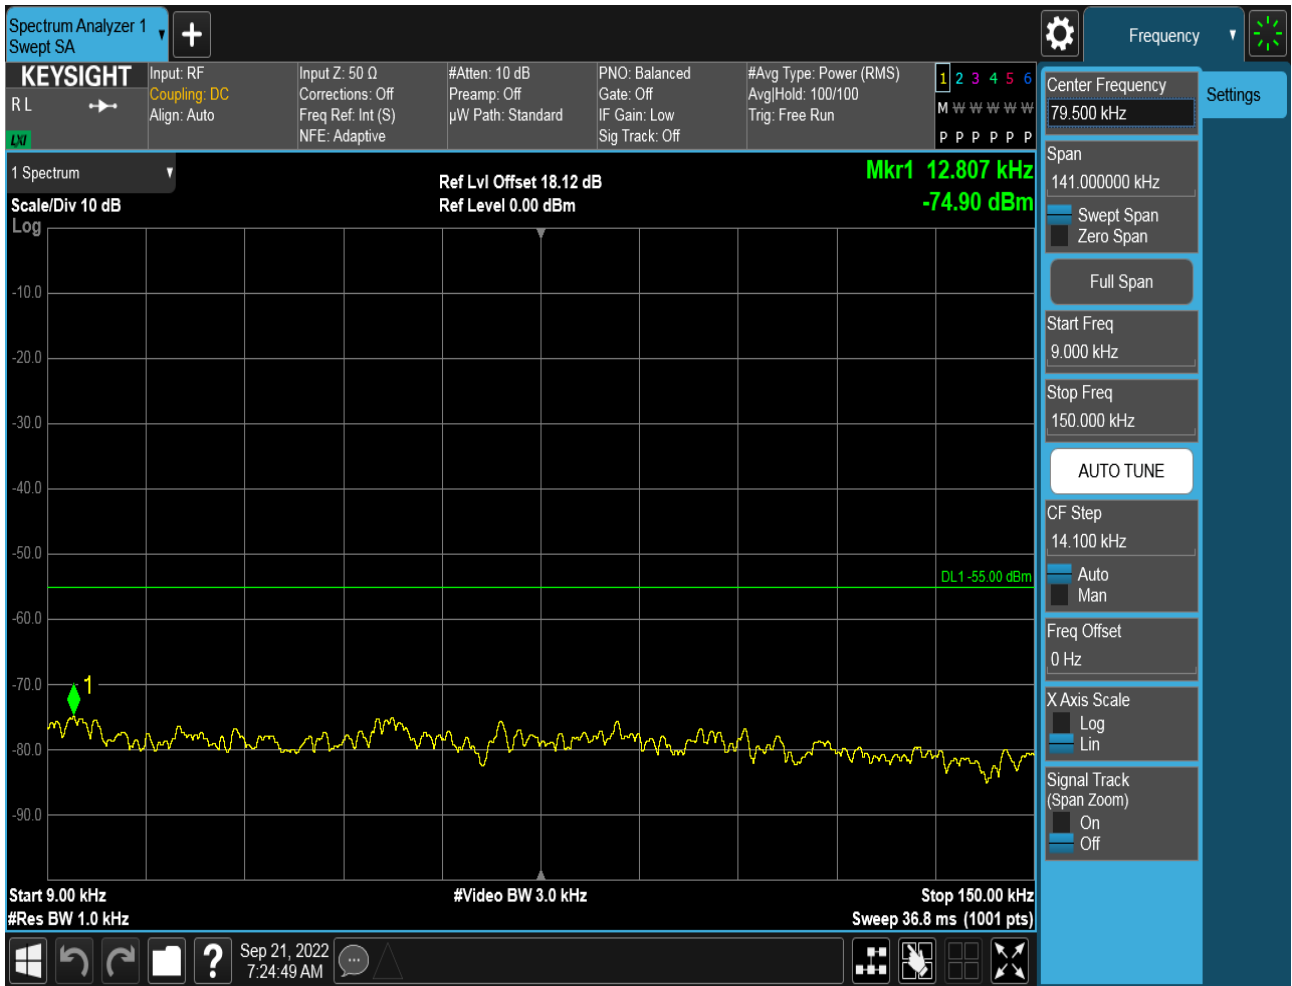 Spectrum Analyzer 1
Swept SA
Frequency
KEYSIGHT
R L
LXI
Input: RF
Coupling: DC
Align: Auto
Input Z: 50 Ω
Corrections: Off
Freq Ref: Int (S)
NFE: Adaptive
#Atten: 10 dB
Preamp: Off
µW Path: Standard
PNO: Balanced
Gate: Off
IF Gain: Low
Sig Track: Off
#Avg Type: Power (RMS)
Avg|Hold: 100/100
Trig: Free Run
1 2 3 4 5 6
M W W W W W
P P P P P P
1 Spectrum
Scale/Div 10 dB
Log
Ref Lvl Offset 18.12 dB
Ref Level 0.00 dBm
Mkr1 12.807 kHz
-74.90 dBm
-10.0
-20.0
-30.0
-40.0
-50.0
DL1 -55.00 dBm
-60.0
-70.0
1
-80.0
-90.0
Start 9.00 kHz
#Video BW 3.0 kHz
Stop 150.00 kHz
#Res BW 1.0 kHz
Sweep 36.8 ms (1001 pts)
?
Sep 21, 2022
7:24:49 AM
Center Frequency
79.500 kHz
Settings
Span
141.000000 kHz
Swept Span
Zero Span
Full Span
Start Freq
9.000 kHz
Stop Freq
150.000 kHz
AUTO TUNE
CF Step
14.100 kHz
Auto
Man
Freq Offset
0 Hz
X Axis Scale
Log
Lin
Signal Track
(Span Zoom)
On
Off